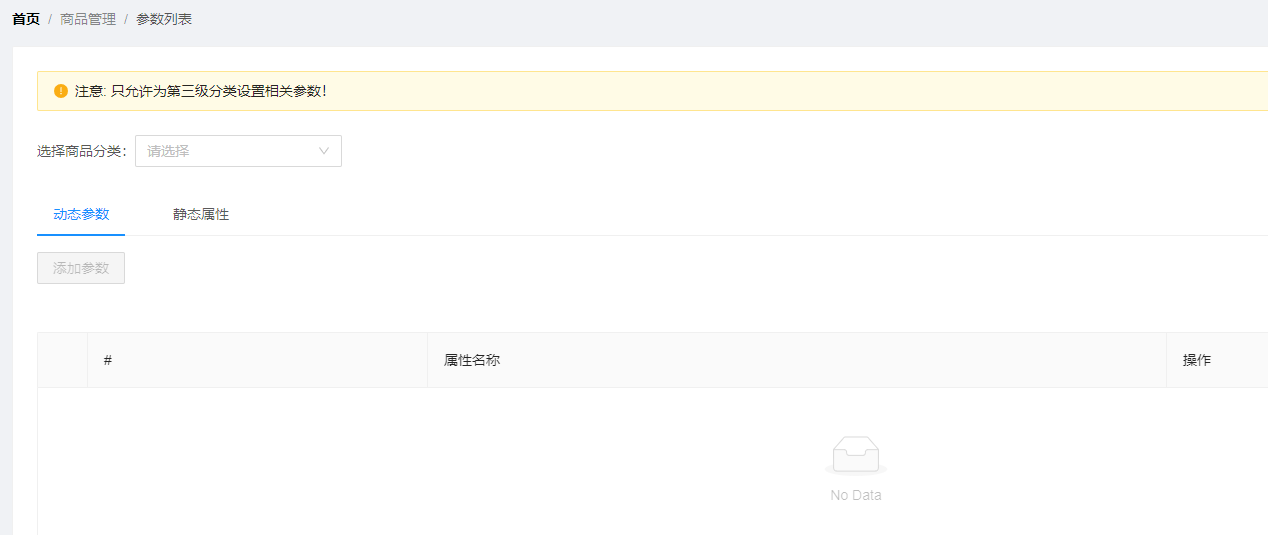 首页 / 商品管理 / 参数列表
注意: 只允许为第三级分类设置相关参数!
选择商品分类: 请选择
动态参数 静态属性
添加参数
# 属性名称 操作
No Data